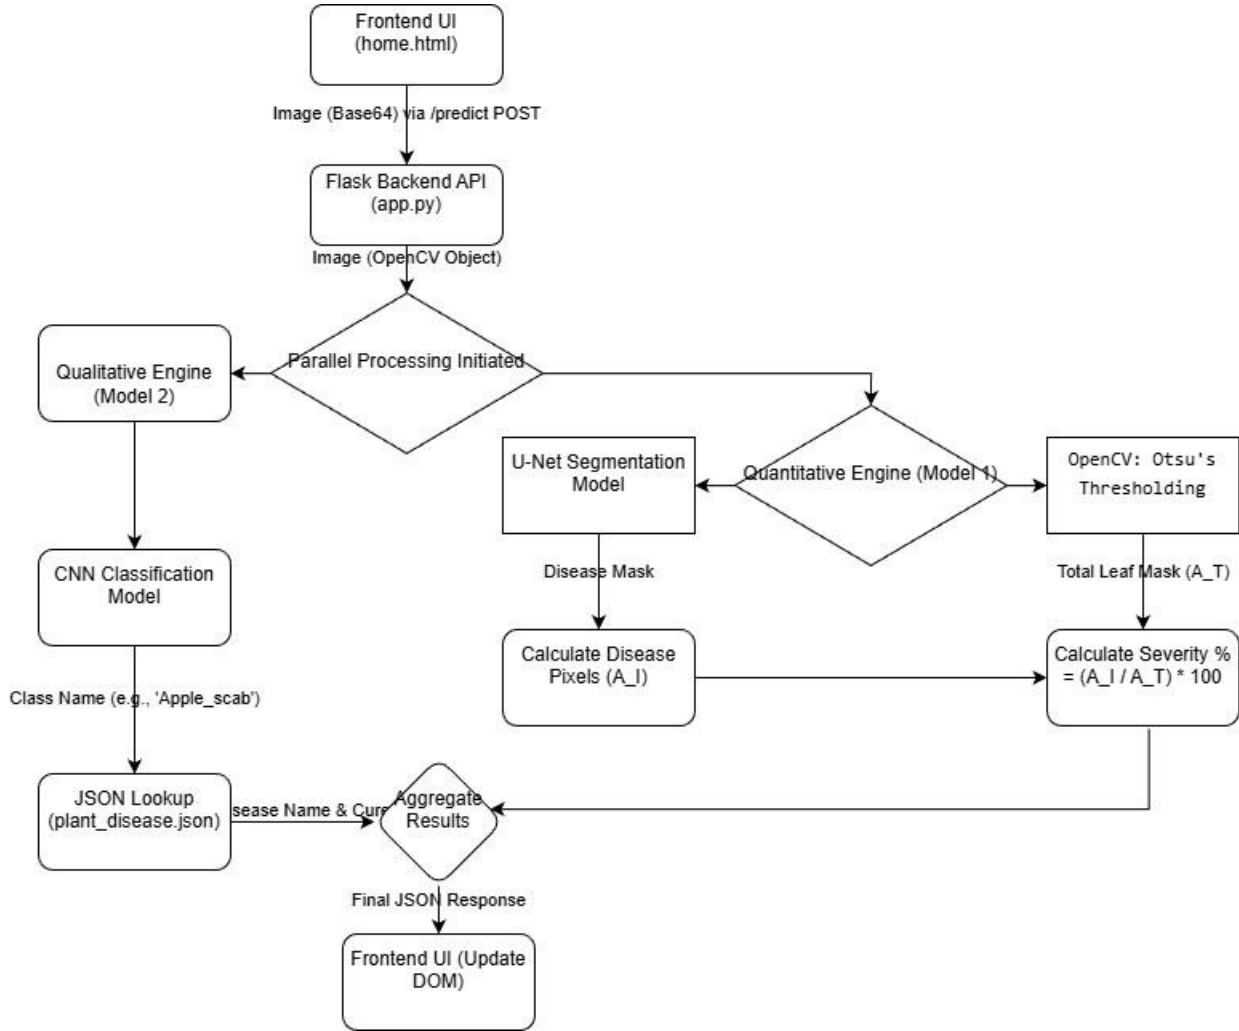 Frontend UI
(home.html)
Image (Base64) via /predict POST
Flask Backend API
(app.py)
Image (OpenCV Object)
Parallel Processing Initiated
Qualitative Engine
(Model 2)
U-Net Segmentation
Model
Quantitative Engine (Model 1)
OpenCV: Otsu's
Thresholding
CNN Classification
Model
Disease Mask
Total Leaf Mask (A_T)
Calculate Disease
Pixels (A_I)
Calculate Severity %
= (A_I / A_T) * 100
Class Name (e.g., 'Apple_scab')
JSON Lookup
(plant_disease.json)
sease Name & Cure
Aggregate
Results
Final JSON Response
Frontend UI (Update
DOM)